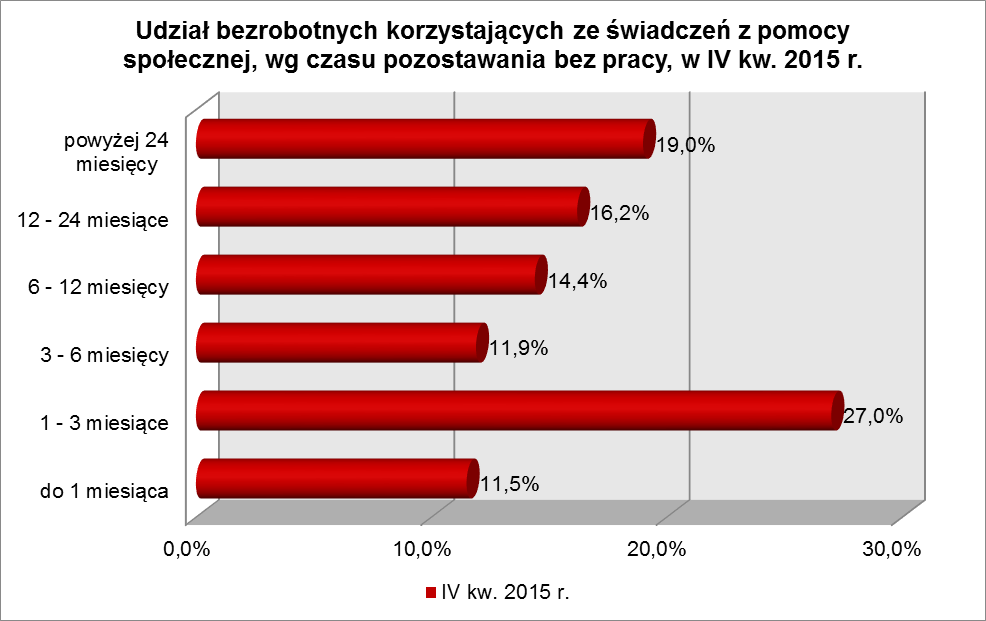 Udział bezrobotnych korzystających ze świadczeń z pomocy
społecznej, wg czasu pozostawania bez pracy, w IV kw. 2015 r.
powyżej 24
miesięcy
19,0%
12 - 24 miesiące
16,2%
6 - 12 miesięcy
14,4%
3 - 6 miesięcy
11,9%
1 - 3 miesiące
27,0%
do 1 miesiąca
11,5%
0,0%
10,0%
20,0%
30,0%
IV kw. 2015 r.